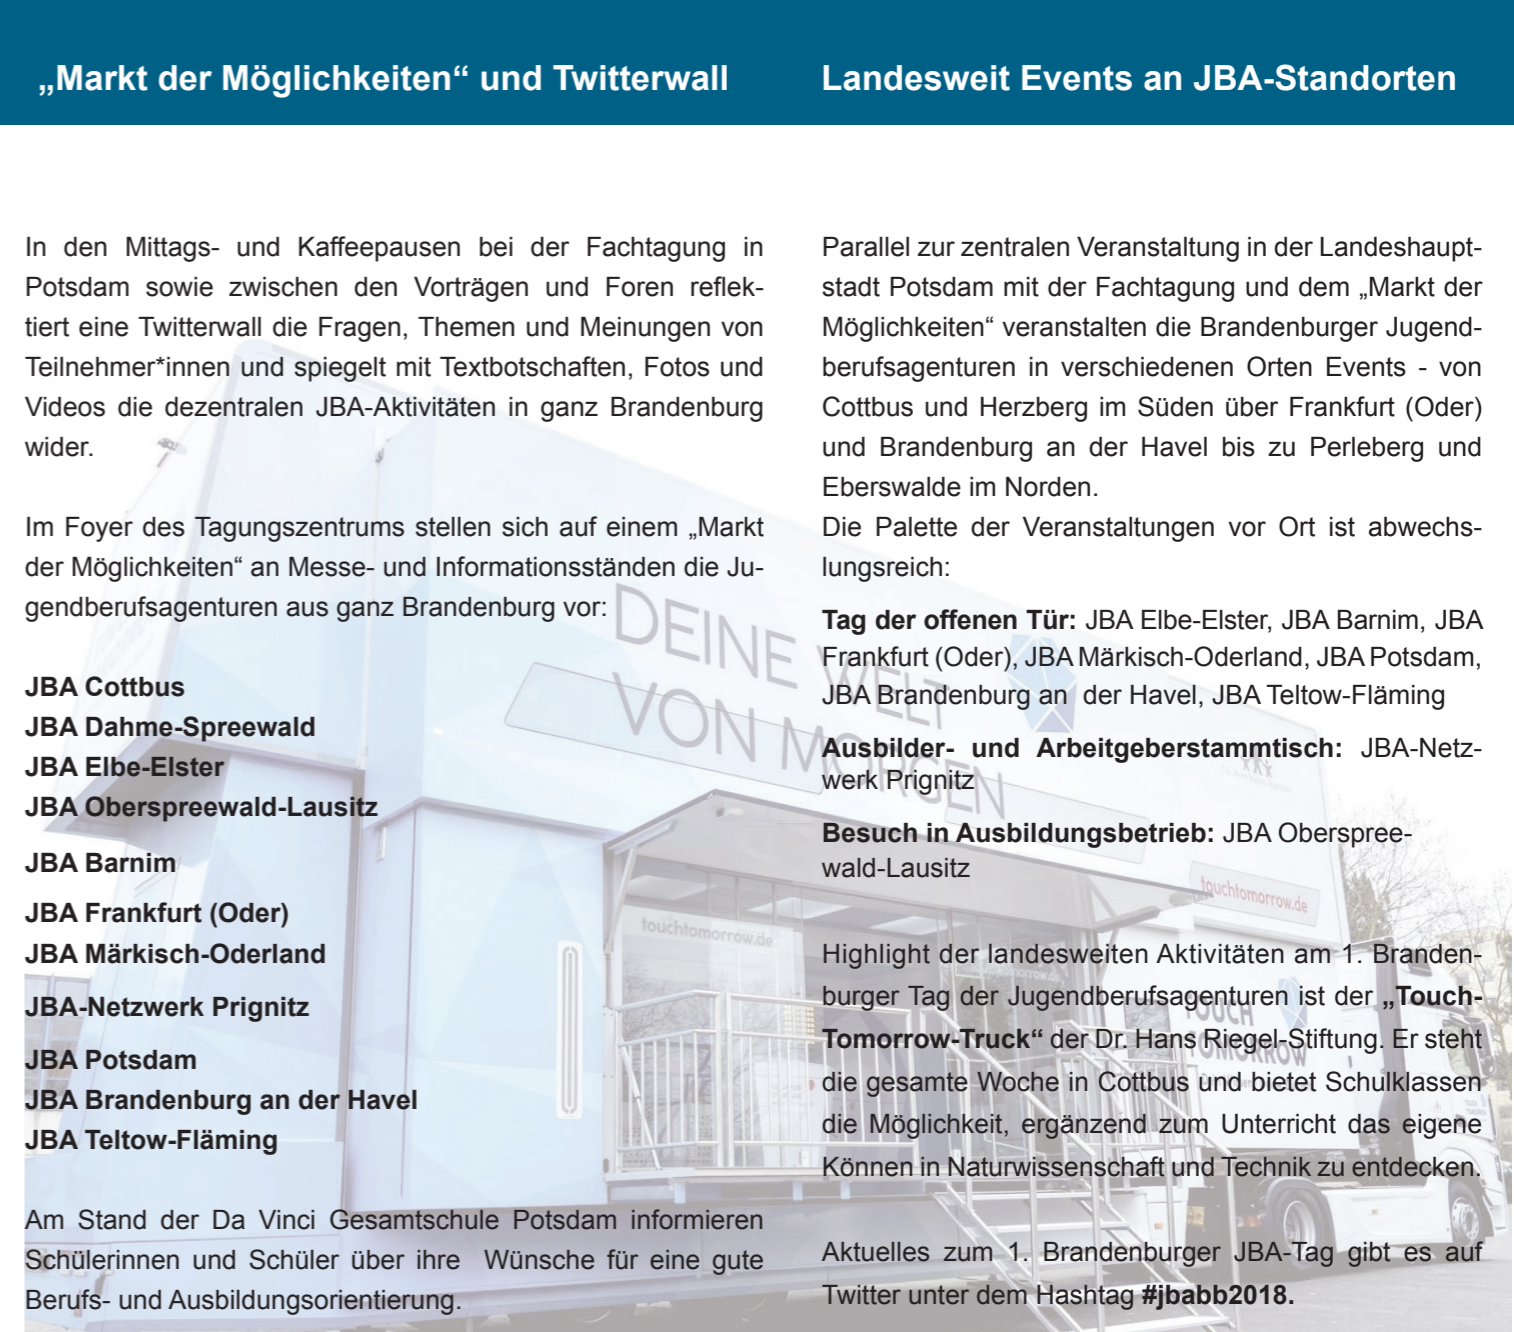 „Markt der Möglichkeiten“ und Twitterwall
In den Mittags- und Kaffeepausen bei der Fachtagung in
Potsdam sowie zwischen den Vorträgen und Foren reflek-
tiert eine Twitterwall die Fragen, Themen und Meinungen von
Teilnehmer*innen und spiegelt mit Textbotschaften, Fotos und
Videos die dezentralen JBA-Aktivitäten in ganz Brandenburg
wider.
Im Foyer des Tagungszentrums stellen sich auf einem „Markt
der Möglichkeiten“ an Messe- und Informationsständen die Ju-
gendberufsagenturen aus ganz Brandenburg vor:
JBA Cottbus
JBA Dahme-Spreewald
JBA Elbe-Elster
JBA Oberspreewald-Lausitz
JBA Barnim
JBA Frankfurt (Oder)
JBA Märkisch-Oderland
JBA-Netzwerk Prignitz
JBA Potsdam
JBA Brandenburg an der Havel
JBA Teltow-Fläming
Am Stand der Da Vinci Gesamtschule Potsdam informieren
Schülerinnen und Schüler über ihre Wünsche für eine gute
Berufs- und Ausbildungsorientierung.
Landesweit Events an JBA-Standorten
Parallel zur zentralen Veranstaltung in der Landeshaupt-
stadt Potsdam mit der Fachtagung und dem „Markt der
Möglichkeiten“ veranstalten die Brandenburger Jugend-
berufsagenturen in verschiedenen Orten Events - von
Cottbus und Herzberg im Süden über Frankfurt (Oder)
und Brandenburg an der Havel bis zu Perleberg und
Eberswalde im Norden.
Die Palette der Veranstaltungen vor Ort ist abwechs-
lungsreich:
Tag der offenen Tür: JBA Elbe-Elster, JBA Barnim, JBA
Frankfurt (Oder), JBA Märkisch-Oderland, JBA Potsdam,
JBA Brandenburg an der Havel, JBA Teltow-Fläming
Ausbilder- und Arbeitgeberstammtisch: JBA-Netz-
werk Prignitz
Besuch in Ausbildungsbetrieb: JBA Oberspree-
wald-Lausitz
Highlight der landesweiten Aktivitäten am 1. Branden-
burger Tag der Jugendberufsagenturen ist der „Touch-
Tomorrow-Truck“ der Dr. Hans Riegel-Stiftung. Er steht
die gesamte Woche in Cottbus und bietet Schulklassen
die Möglichkeit, ergänzend zum Unterricht das eigene
Können in Naturwissenschaft und Technik zu entdecken.
Aktuelles zum 1. Brandenburger JBA-Tag gibt es auf
Twitter unter dem Hashtag #jbabb2018.
DEINE WELT
VON MORGEN
touchtomorrow.de
touchtomorrow.de
TOUCH
TOMORROW